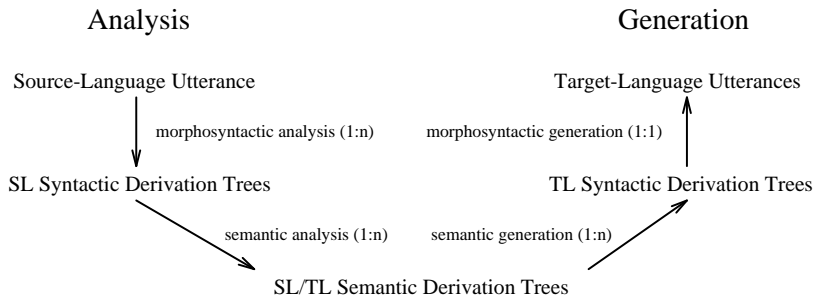 Analysis
Generation
Source-Language Utterance
Target-Language Utterances
morphosyntactic analysis (1:n)
morphosyntactic generation (1:1)
SL Syntactic Derivation Trees
TL Syntactic Derivation Trees
semantic analysis (1:n)
semantic generation (1:n)
SL/TL Semantic Derivation Trees